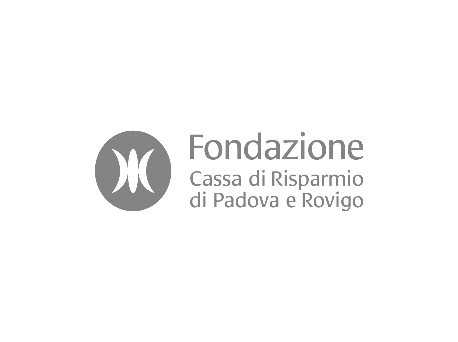 Fondazione
Cassa di Risparmio
di Padova e Rovigo